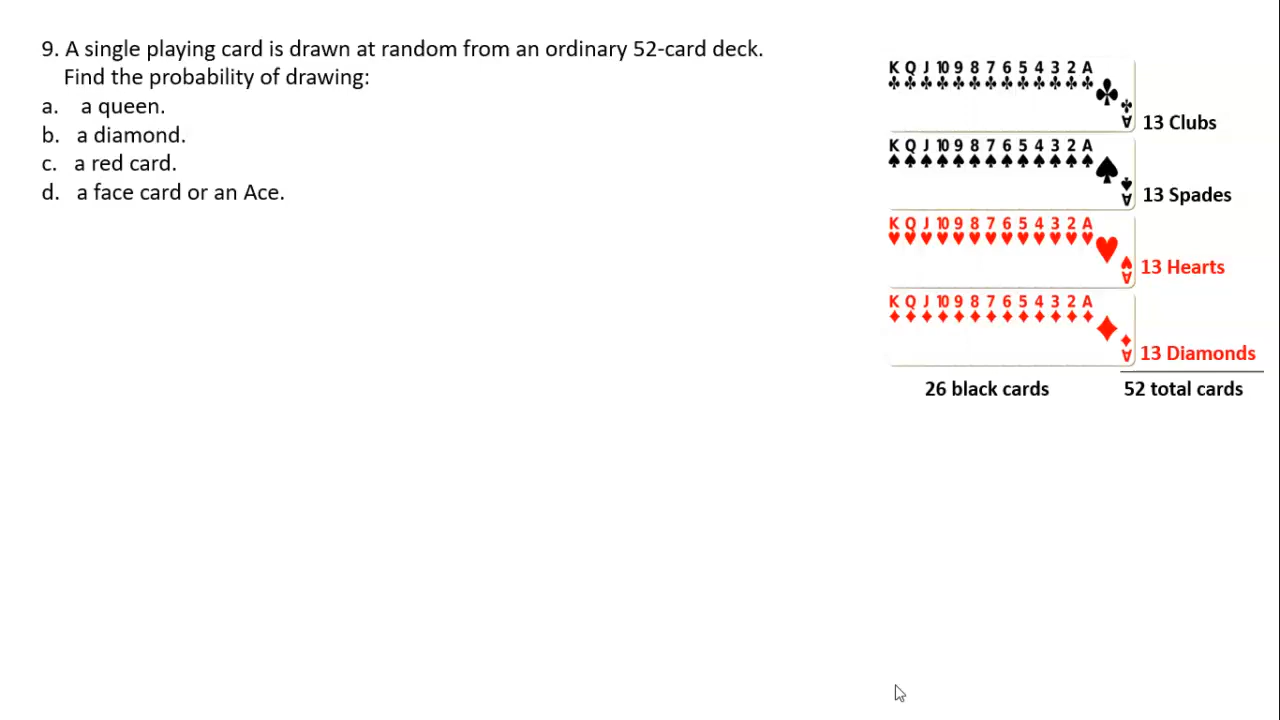 9. A single playing card is drawn at random from an ordinary 52-card deck.
Find the probability of drawing:
a. a queen.
b. a diamond.
c. a red card.
d. a face card or an Ace.
K Q J 10 9 8 7 6 5 4 3 2 A
A
13 Clubs
K Q J 10 9 8 7 6 5 4 3 2 A
A
13 Spades
K Q J 10 9 8 7 6 5 4 3 2 A
A
13 Hearts
K Q J 10 9 8 7 6 5 4 3 2 A
A
13 Diamonds
26 black cards
52 total cards